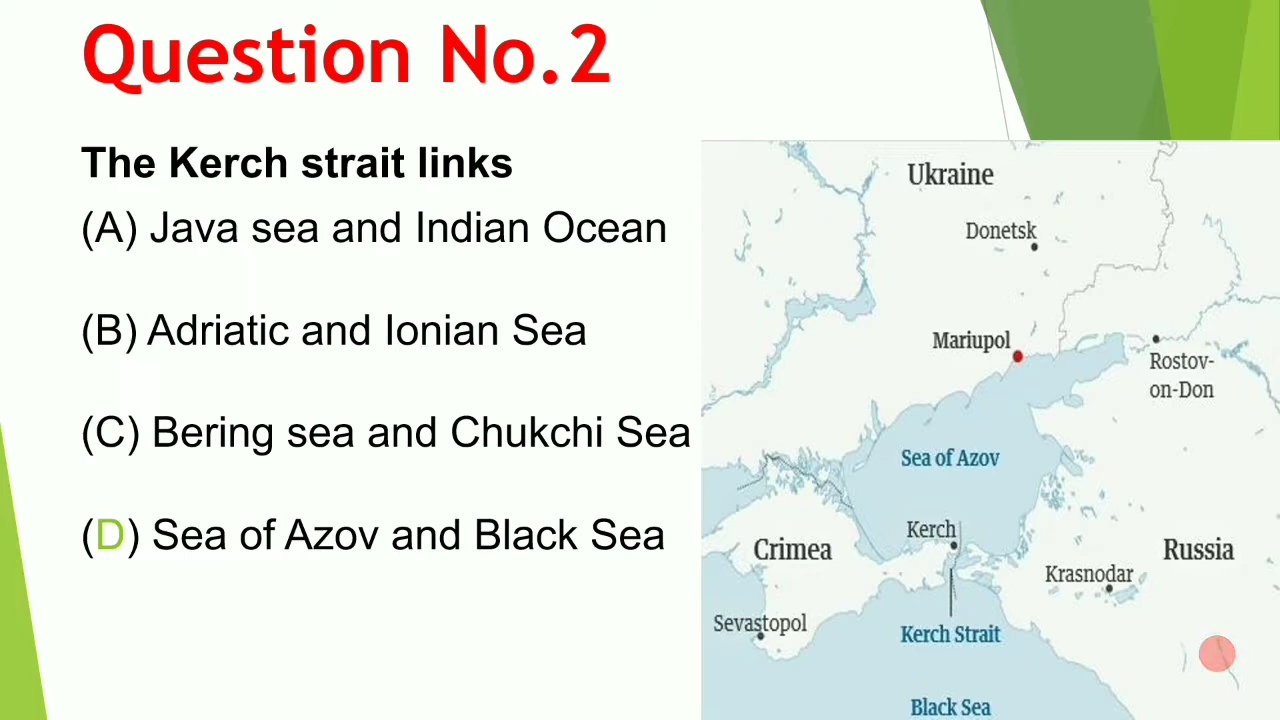 Question No.2
The Kerch strait links
(A) Java sea and Indian Ocean
(B) Adriatic and Ionian Sea
(C) Bering sea and Chukchi Sea
(D) Sea of Azov and Black Sea
Ukraine
Donetsk
Mariupol
Rostov-
on-Don
Sea of Azov
Kerch
Crimea
Russia
Krasnodar
Sevastopol
Kerch Strait
Black Sea